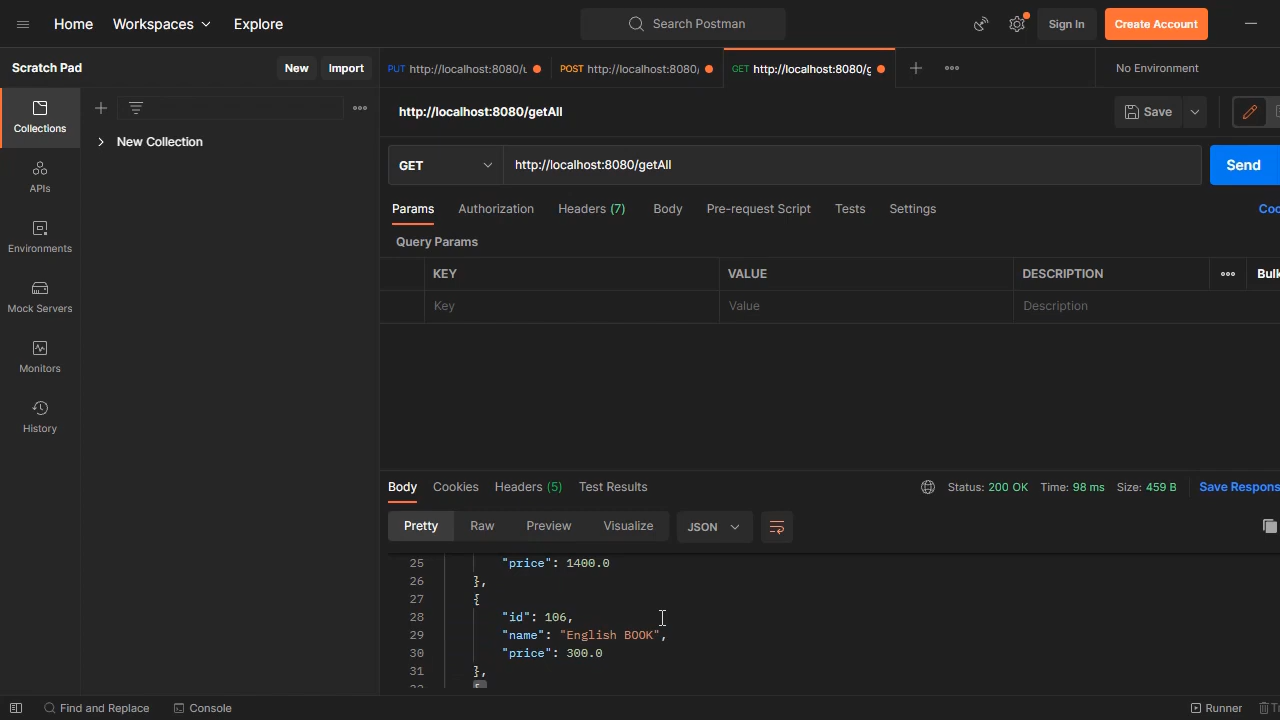 Home Workspaces Explore Search Postman Sign In Create Account
Scratch Pad New Import PUT http://localhost:8080/u POST http://localhost:8080/ GET http://localhost:8080/g No Environment
Collections
New Collection
APIs
Environments
Mock Servers
Monitors
History
http://localhost:8080/getAll Save
GET http://localhost:8080/getAll Send
Params Authorization Headers (7) Body Pre-request Script Tests Settings Coo
Query Params
KEY VALUE DESCRIPTION Bulk
Key Value Description
Body Cookies Headers (5) Test Results Status: 200 OK Time: 98 ms Size: 459 B Save Respons
Pretty Raw Preview Visualize JSON
25 "price": 1400.0
26 },
27 {
28 "id": 106,
29 "name": "English BOOK",
30 "price": 300.0
31 },
Find and Replace Console Runner